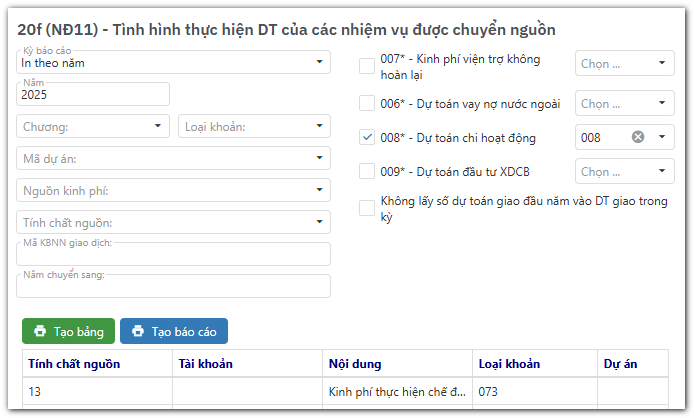 20f (NĐ11) - Tình hình thực hiện DT của các nhiệm vụ được chuyển nguồn
Kỳ báo cáo
In theo năm
Năm
2025
Chương:
Loại khoản:
Mã dự án:
Nguồn kinh phí:
Tính chất nguồn:
Mã KBNN giao dịch:
Năm chuyển sang:
007* - Kinh phí viện trợ không
hoàn lại
Chọn ...
006* - Dự toán vay nợ nước ngoài
Chọn ...
008* - Dự toán chi hoạt động
008
009* - Dự toán đầu tư XDCB
Chọn ...
Không lấy số dự toán giao đầu năm vào DT giao trong
kỳ
Tạo bảng
Tạo báo cáo
Tính chất nguồn Tài khoản Nội dung Loại khoản Dự án
13 Kinh phí thực hiện chế đ... 073